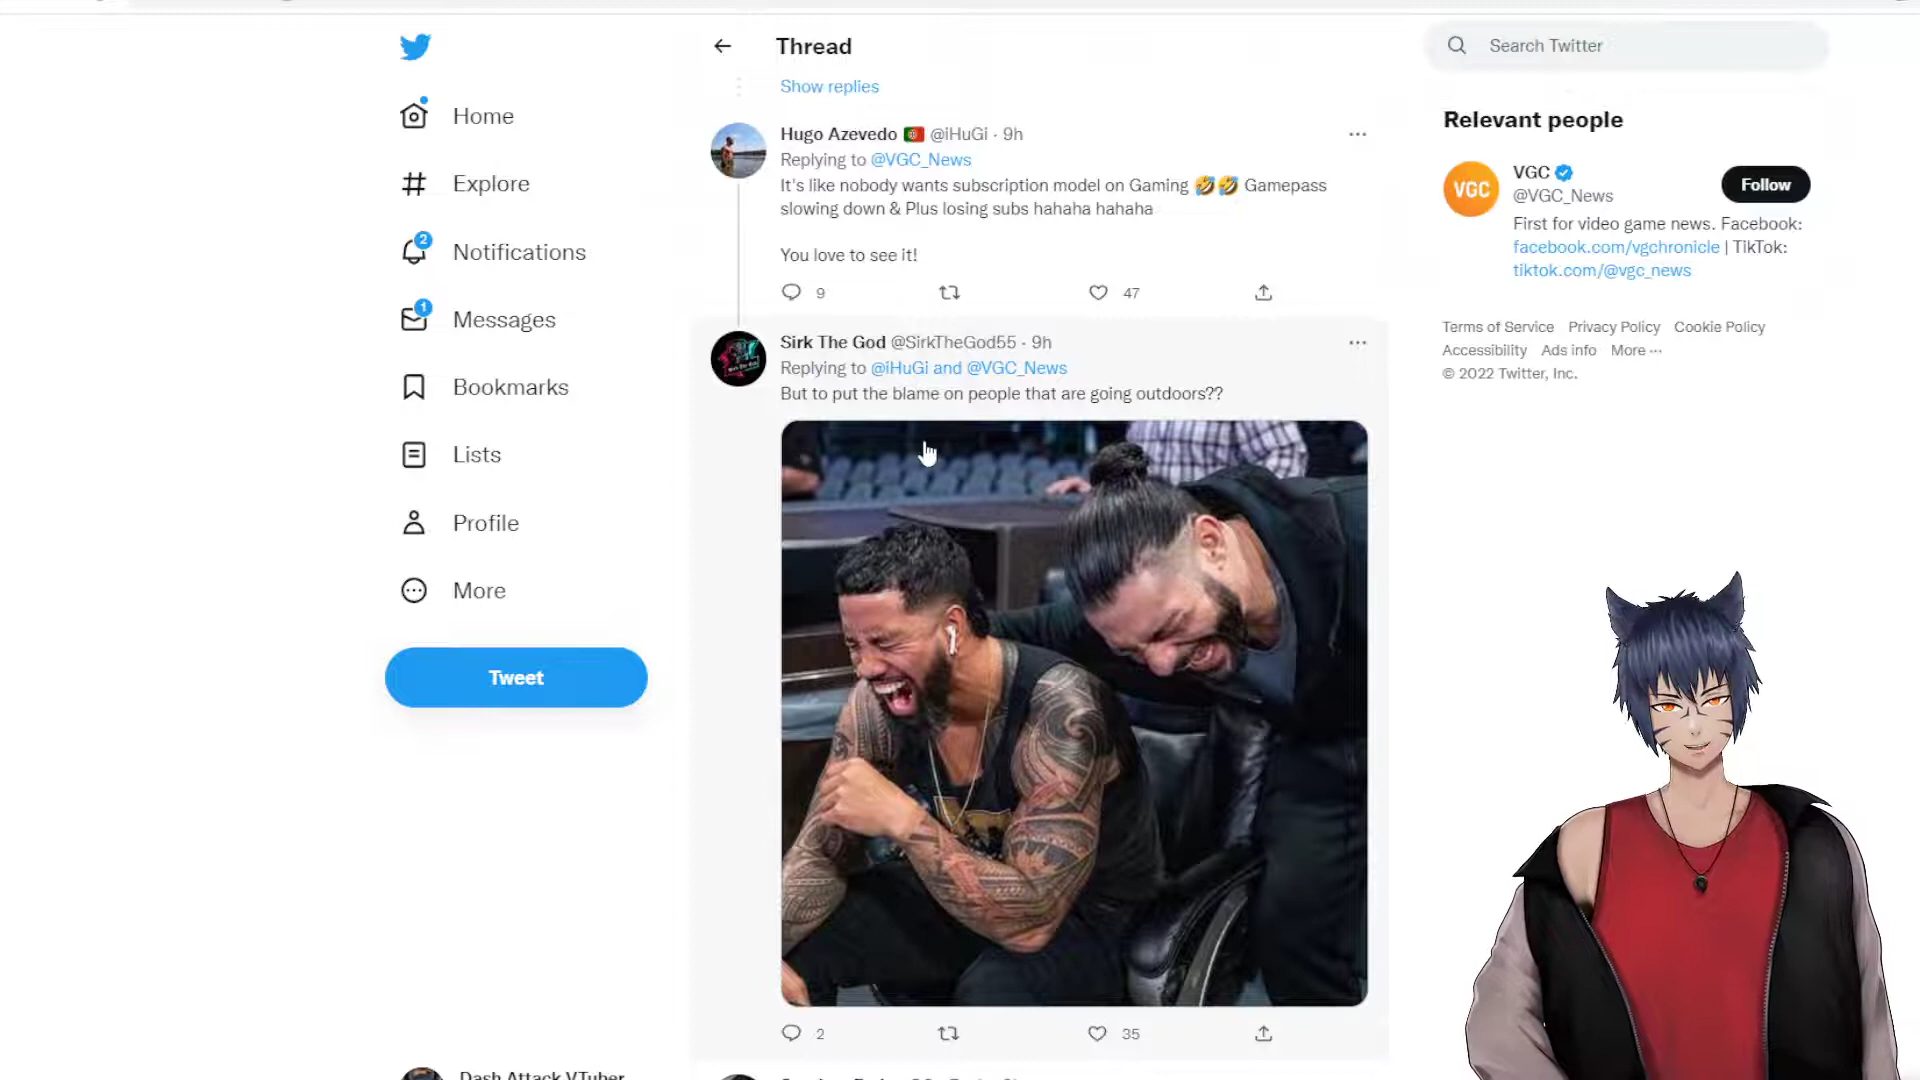 Thread
Search Twitter
Show replies
Home
Explore
2
Notifications
1
Messages
Bookmarks
Lists
Profile
More
Tweet
Hugo Azevedo 🇵🇹 @iHuGi · 9h
Replying to @VGC_News
It's like nobody wants subscription model on Gaming 🤣🤣 Gamepass
slowing down & Plus losing subs hahaha hahaha
You love to see it!
9 47
Sirk The God @SirkTheGod55 · 9h
Replying to @iHuGi and @VGC_News
But to put the blame on people that are going outdoors??
2 35
Relevant people
VGC
VGC
@VGC_News
Follow
First for video game news. Facebook:
facebook.com/vgchronicle | TikTok:
tiktok.com/@vgc_news
Terms of Service Privacy Policy Cookie Policy
Accessibility Ads info More ···
© 2022 Twitter, Inc.
Dash Attack VTuber